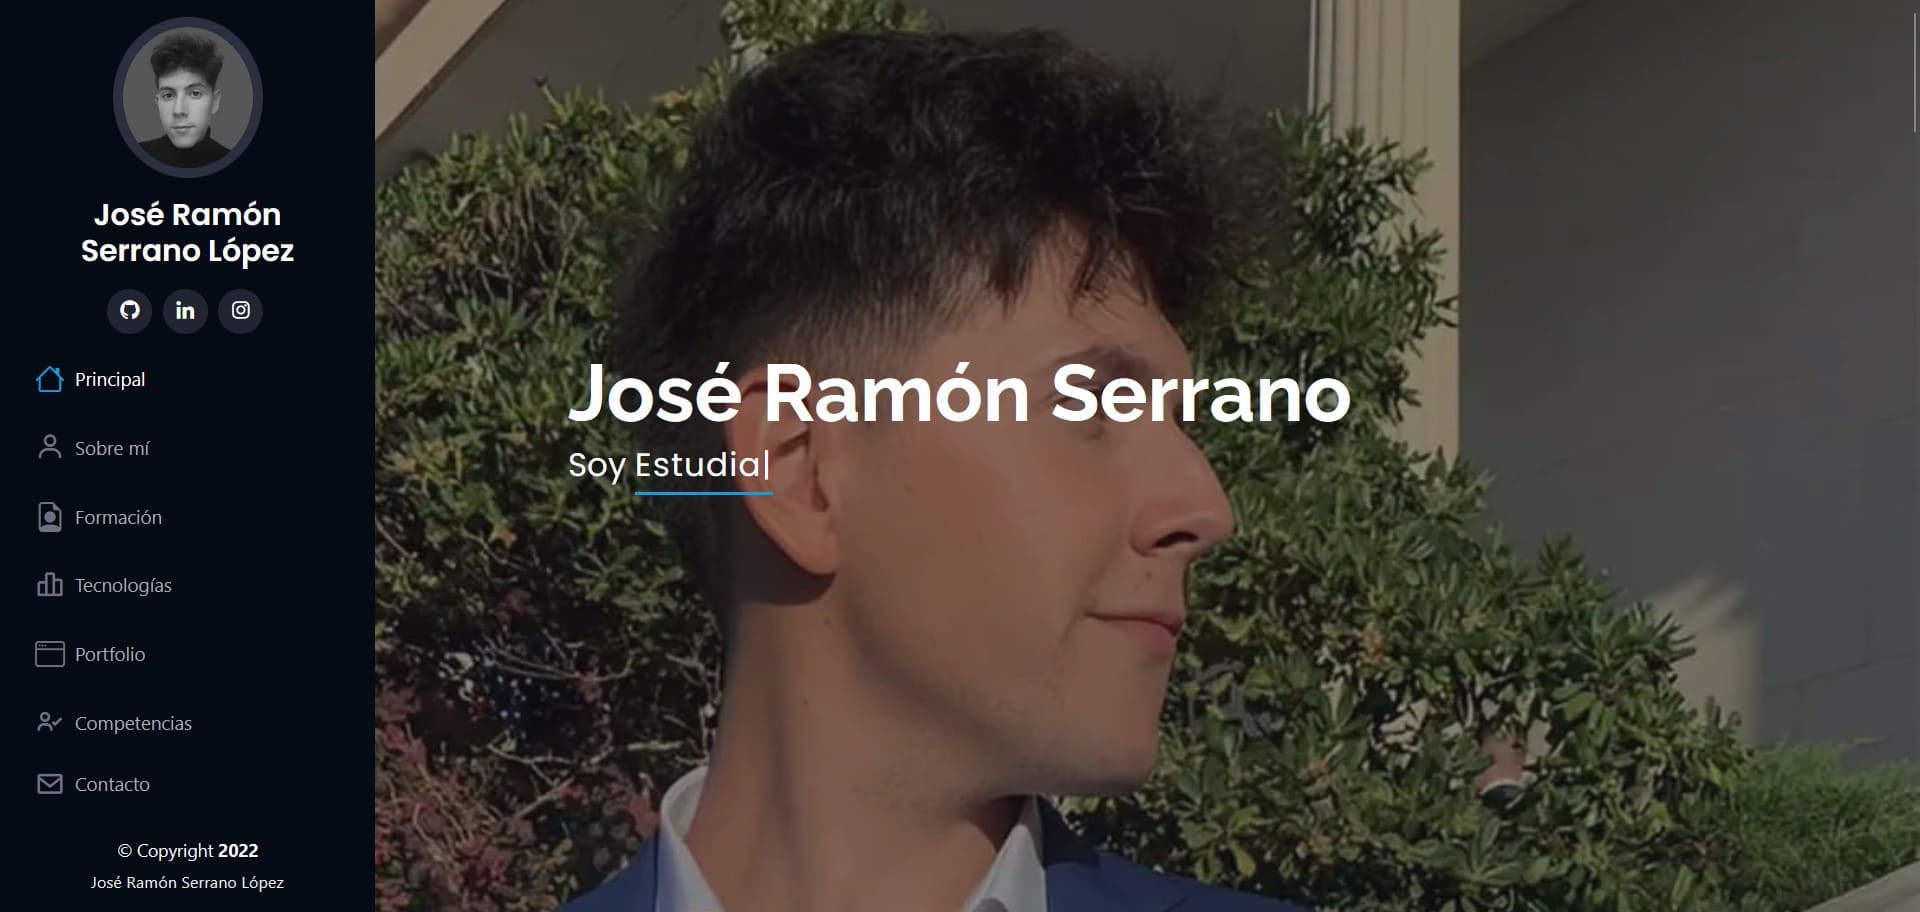 José Ramón
Serrano López
Principal
Sobre mí
Formación
Tecnologías
Portfolio
Competencias
Contacto
© Copyright 2022
José Ramón Serrano López
José Ramón Serrano
Soy Estudia|